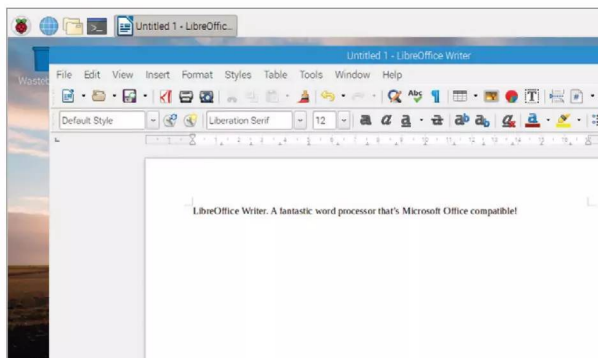 Untitled 1 - LibreOffic...
Untitled 1 - LibreOffice Writer
File Edit View Insert Format Styles Table Tools Window Help
Default Style Liberation Serif 12
LibreOffice Writer. A fantastic word processor that's Microsoft Office compatible!